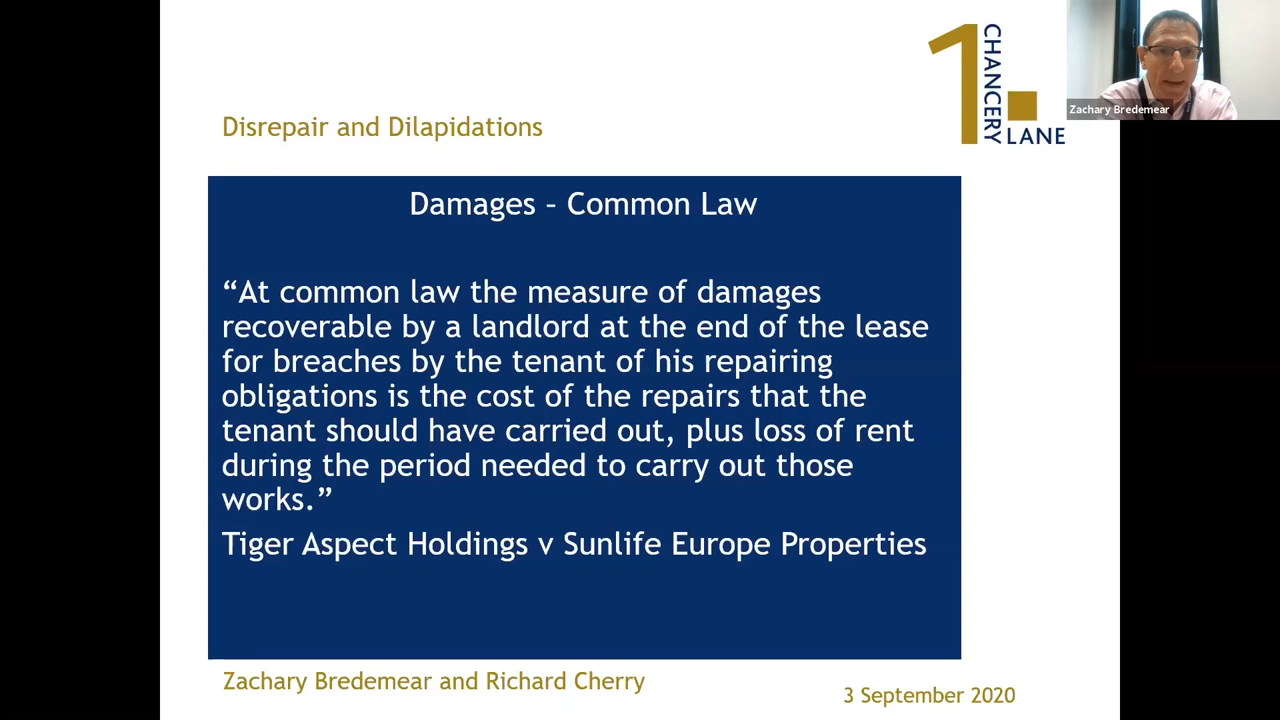 1 CHANCERY LANE
Zachary Bredemear
Disrepair and Dilapidations
Damages – Common Law
“At common law the measure of damages
recoverable by a landlord at the end of the lease
for breaches by the tenant of his repairing
obligations is the cost of the repairs that the
tenant should have carried out, plus loss of rent
during the period needed to carry out those
works.”
Tiger Aspect Holdings v Sunlife Europe Properties
Zachary Bredemear and Richard Cherry
3 September 2020